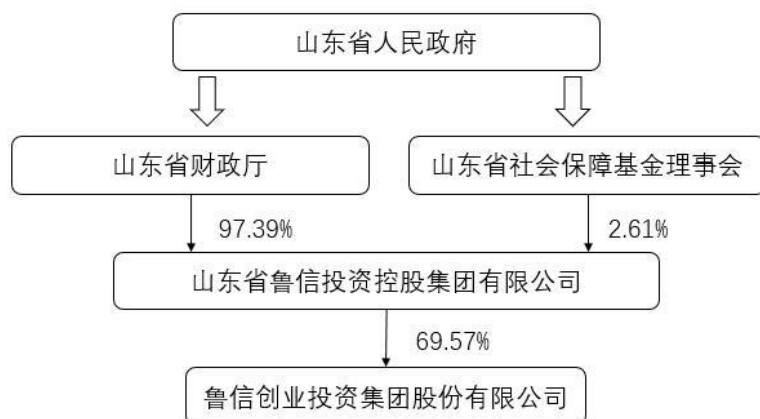 山东省人民政府
山东省财政厅
山东省社会保障基金理事会
97.39%
2.61%
山东省鲁信投资控股集团有限公司
69.57%
鲁信创业投资集团股份有限公司